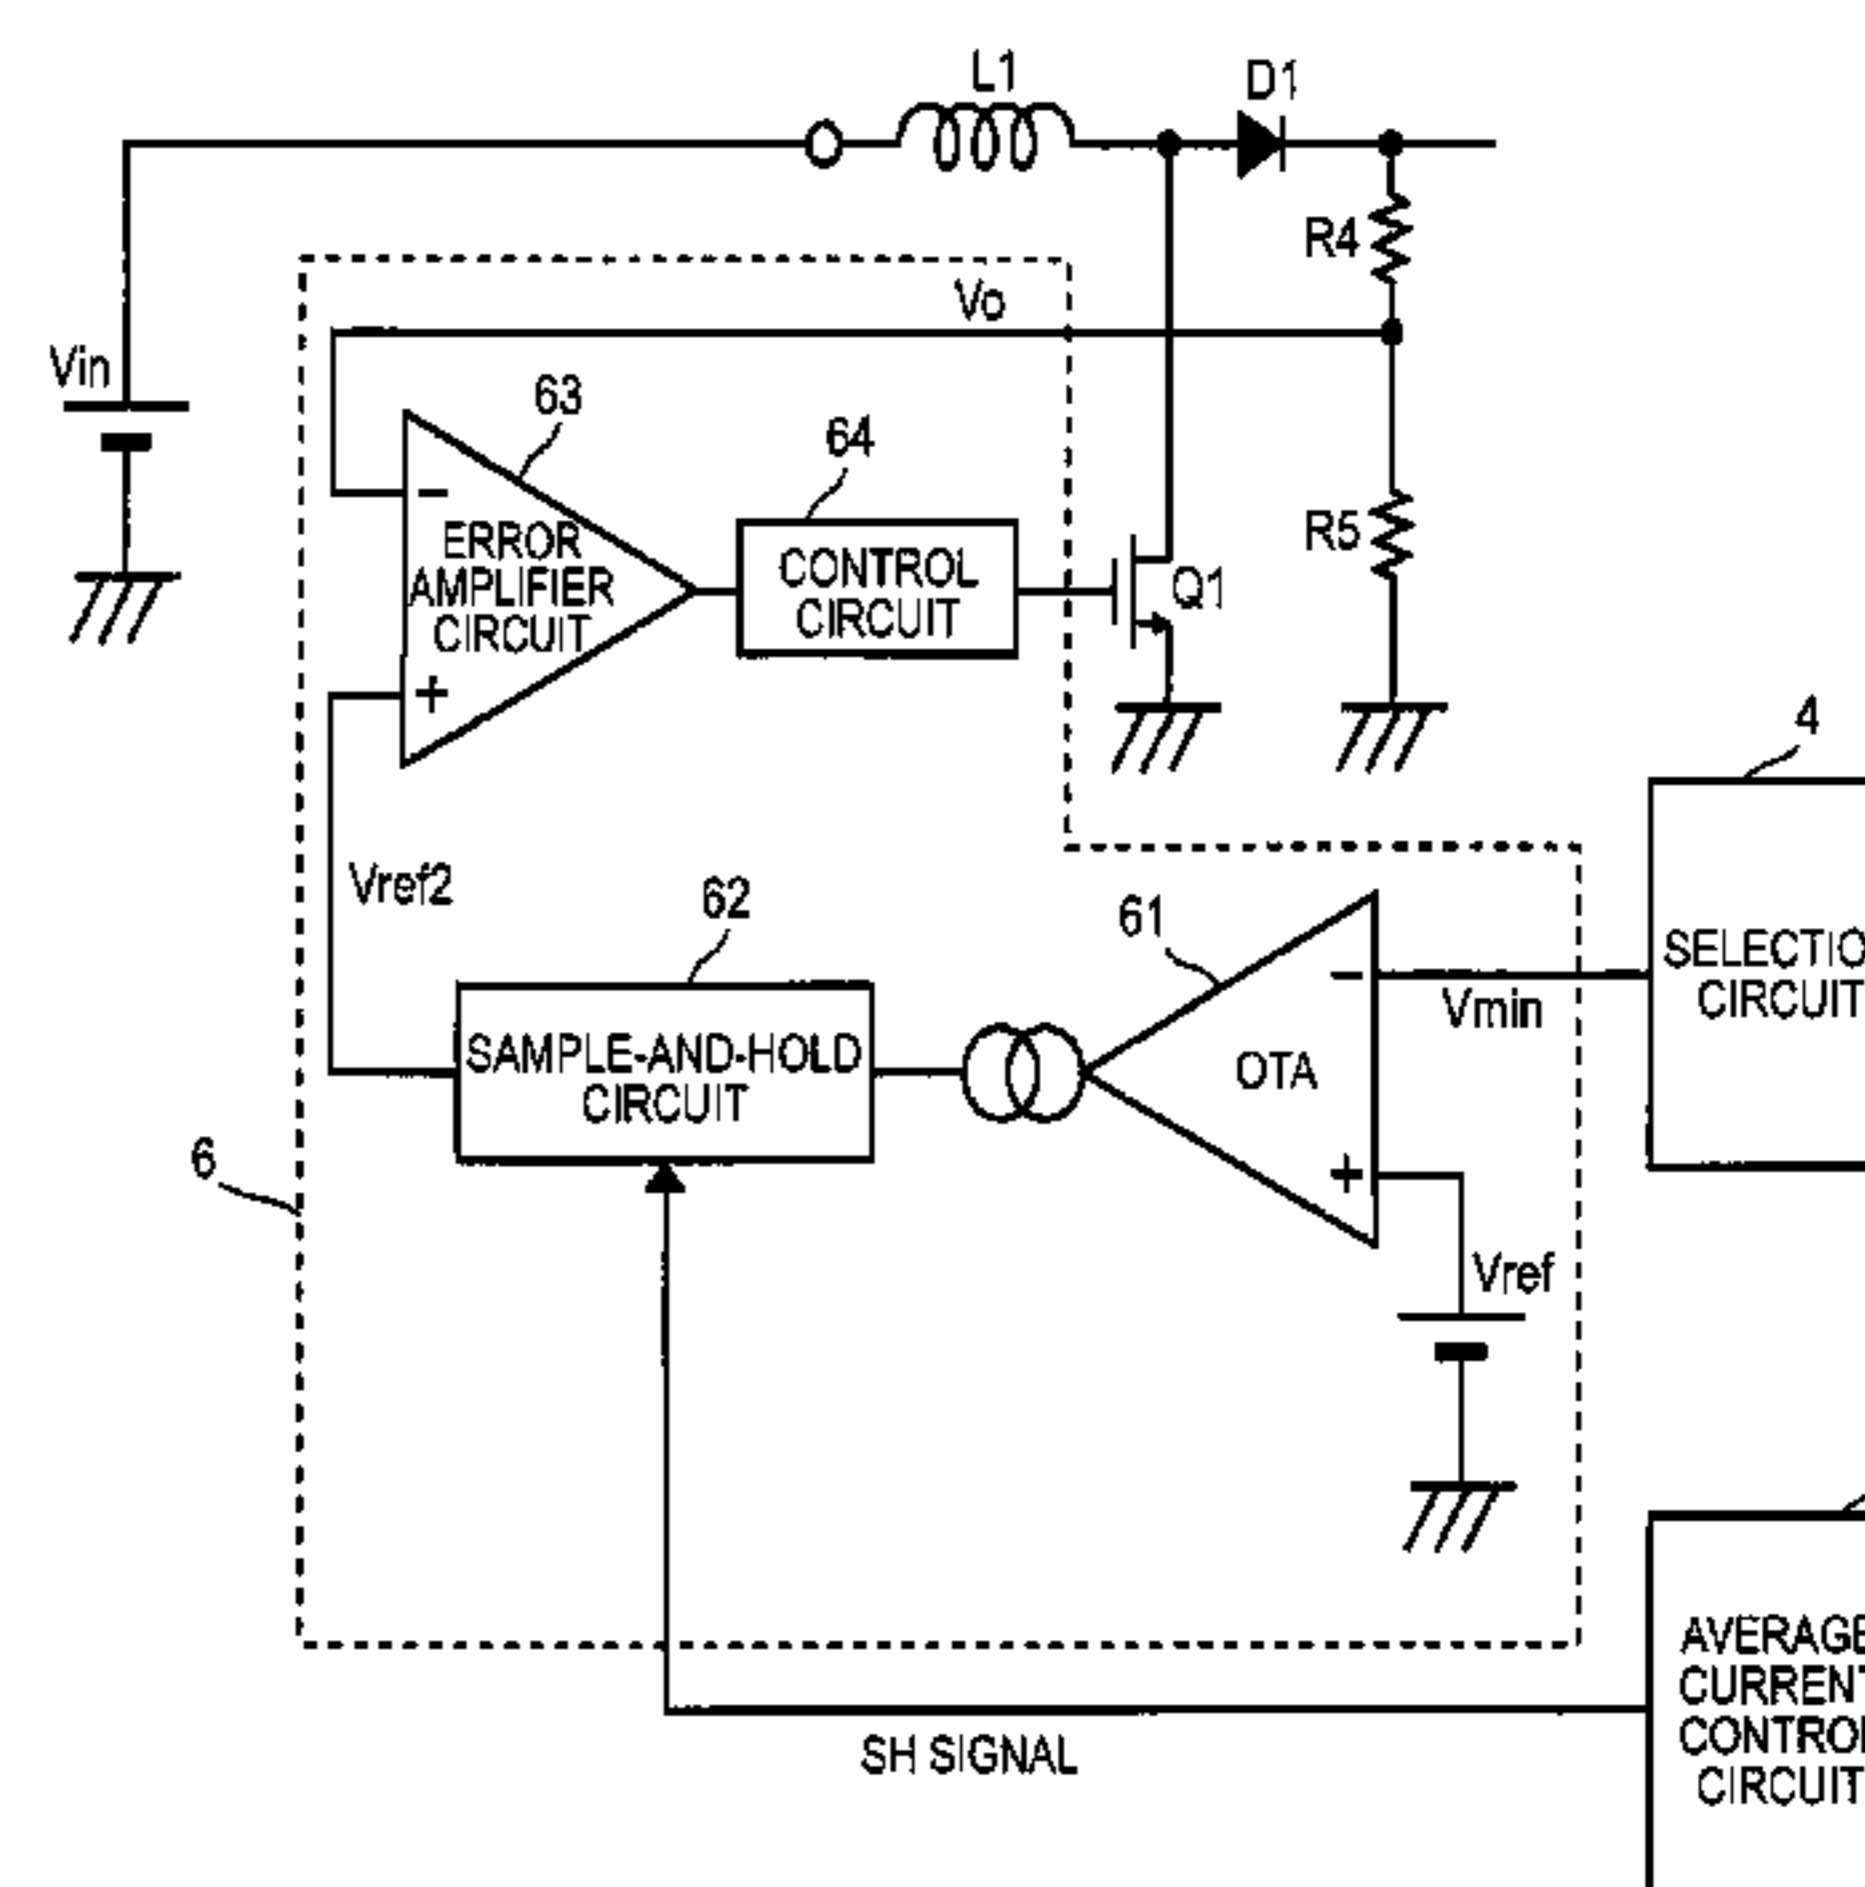 L1
D1
R4
Vo
Vin
63
64
-
ERROR
AMPLIFIER
CIRCUIT
CONTROL
CIRCUIT
Q1
R5
+
4
Vref2
62
61
-
Vmin
SELECTIO
CIRCUIT
SAMPLE-AND-HOLD
CIRCUIT
OTA
6
+
Vref
AVERAGE
CURRENT
CONTROL
CIRCUIT
SH SIGNAL